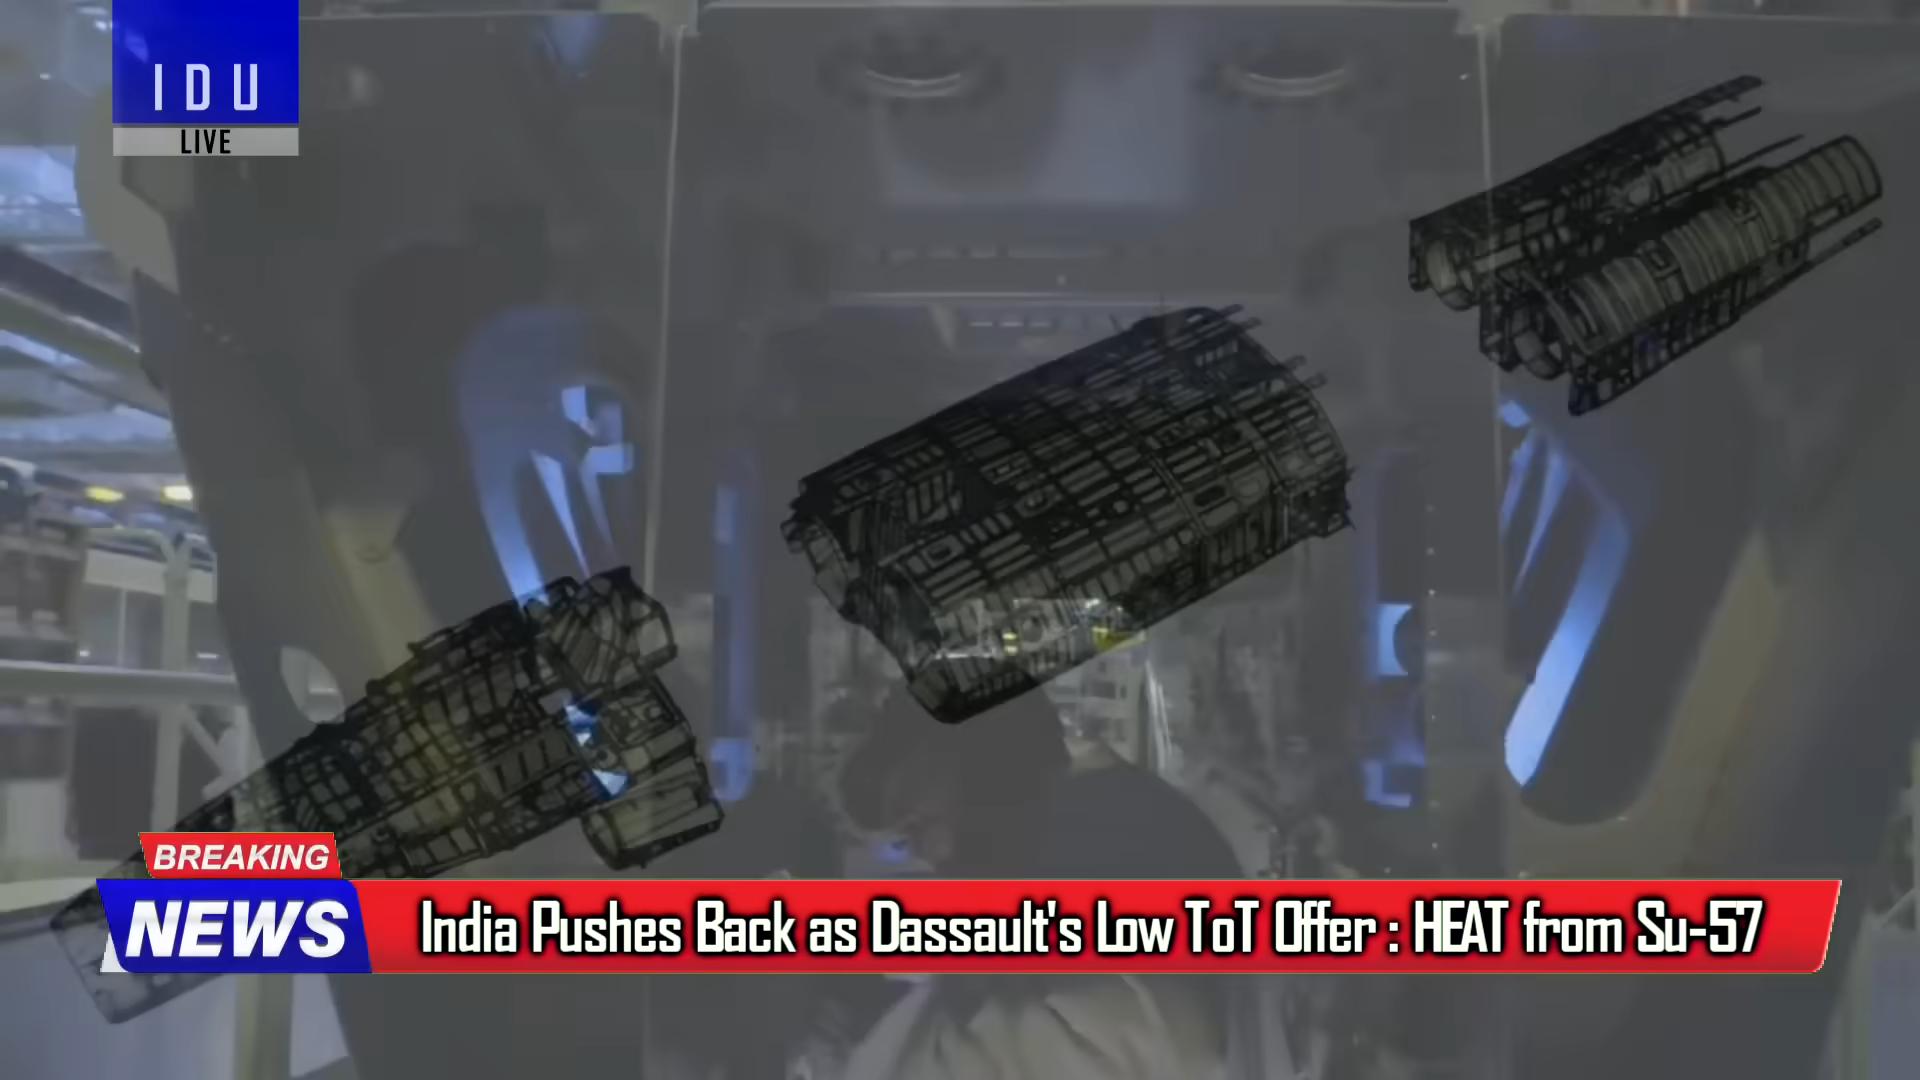 IDU
LIVE
BREAKING
NEWS
India Pushes Back as Dassault's Low ToT Offer : HEAT from Su-57